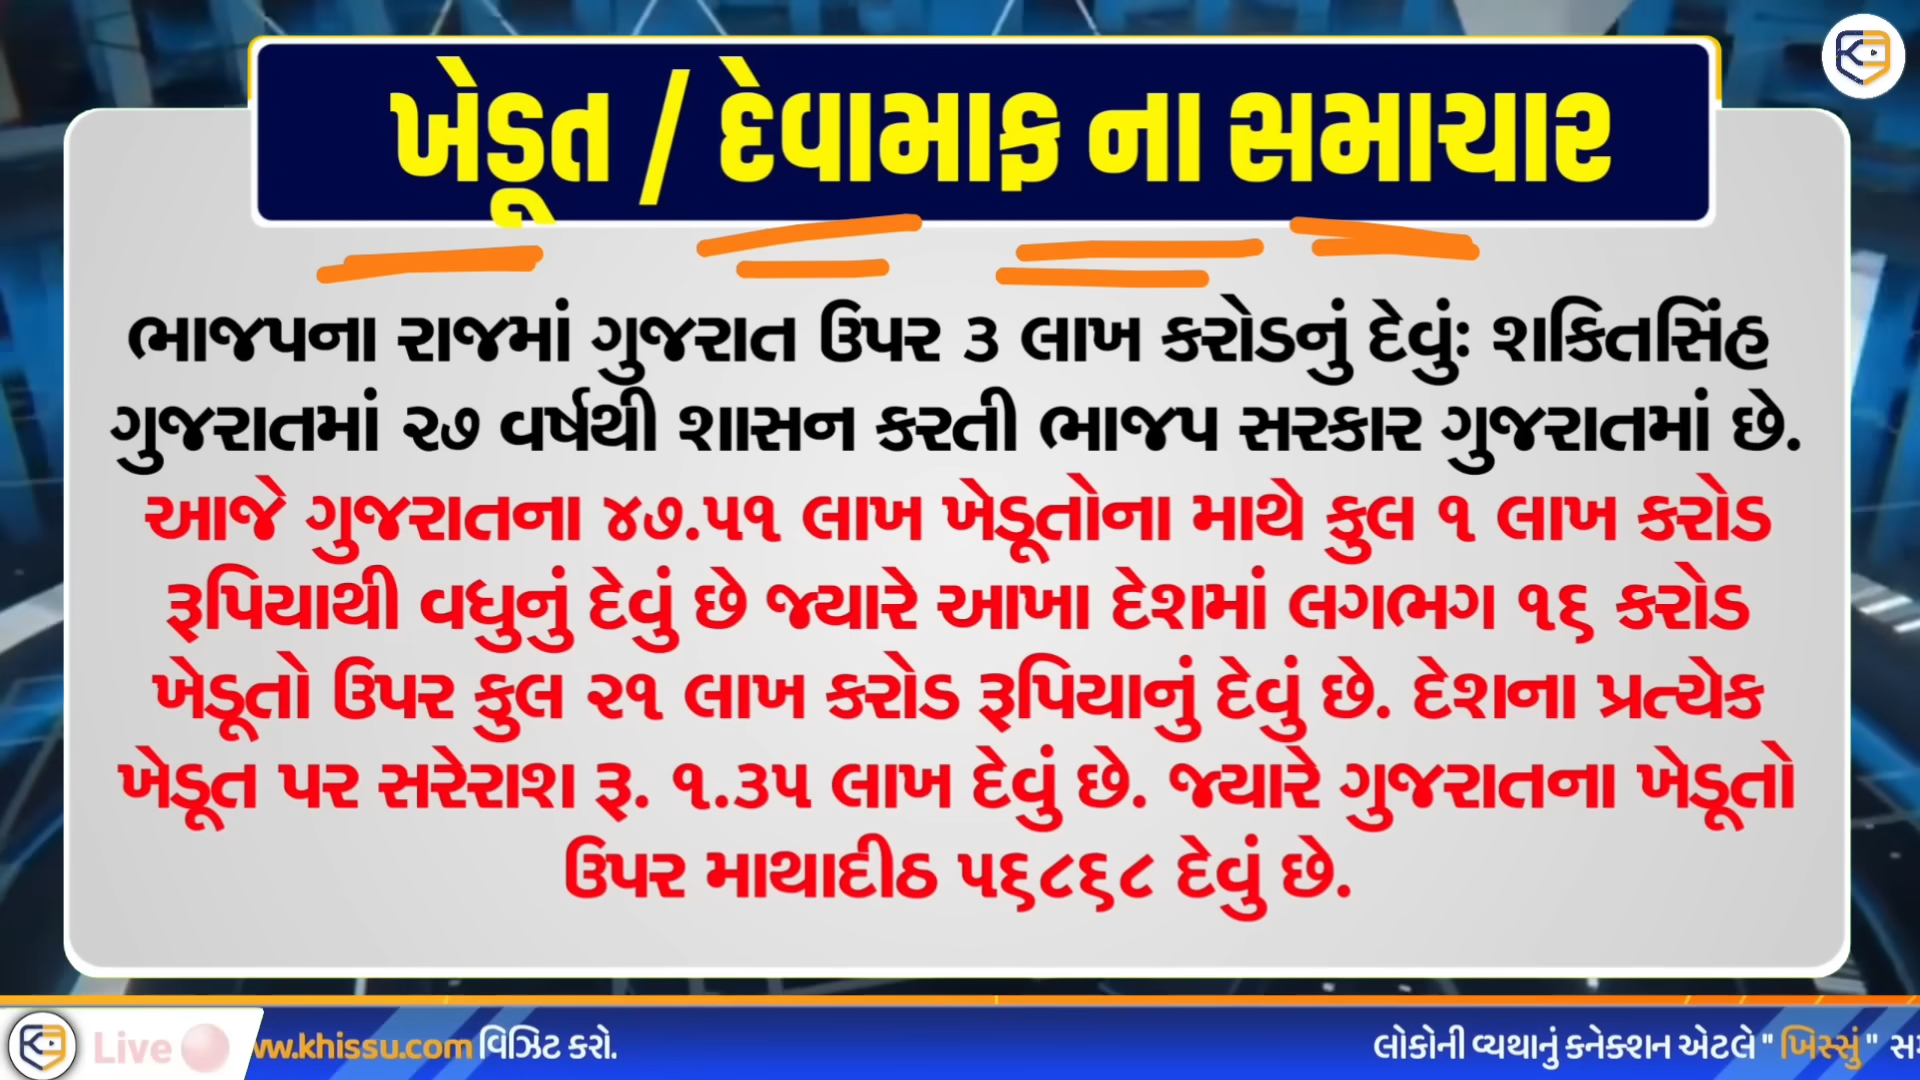 ખેડૂત / દેવામાફ ના સમાચાર
ભાજપના રાજમાં ગુજરાત ઉપર ૩ લાખ કરોડનું દેવુંઃ શકિતસિંહ
ગુજરાતમાં ૨૭ વર્ષથી શાસન કરતી ભાજપ સરકાર ગુજરાતમાં છે.
આજે ગુજરાતના ૪૭.૫૧ લાખ ખેડૂતોના માથે કુલ ૧ લાખ કરોડ
રૂપિયાથી વધુનું દેવું છે જ્યારે આખા દેશમાં લગભગ ૧૬ કરોડ
ખેડૂતો ઉપર કુલ ૨૧ લાખ કરોડ રૂપિયાનું દેવું છે. દેશના પ્રત્યેક
ખેડૂત પર સરેરાશ રૂ. ૧.૩૫ લાખ દેવું છે. જ્યારે ગુજરાતના ખેડૂતો
ઉપર માથાદીઠ ૫૬૮૬૮ દેવું છે.
Live ww.khissu.com વિઝિટ કરો. લોકોની વ્યથાનું કનેક્શન એટલે " ખિસ્સું "